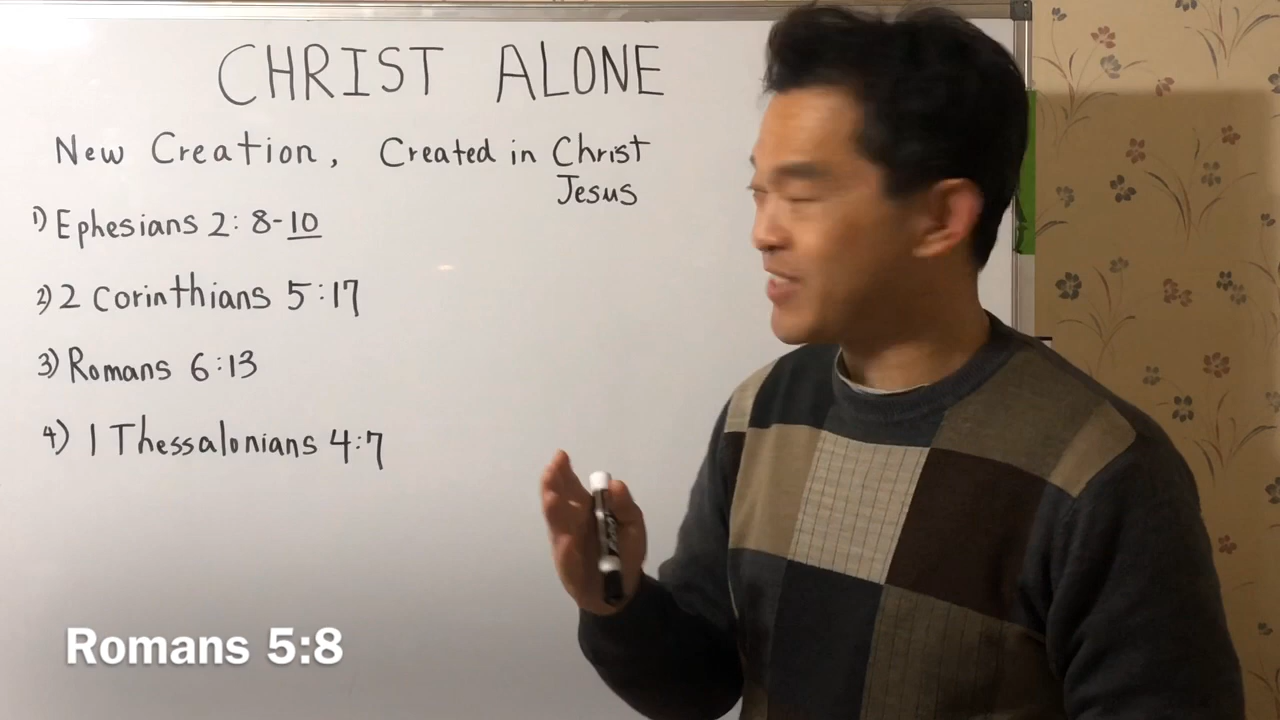 CHRIST ALONE
New Creation, Created in Christ
Jesus
1) Ephesians 2:8-10
2) 2 Corinthians 5:17
3) Romans 6:13
4) 1 Thessalonians 4:7
Romans 5:8